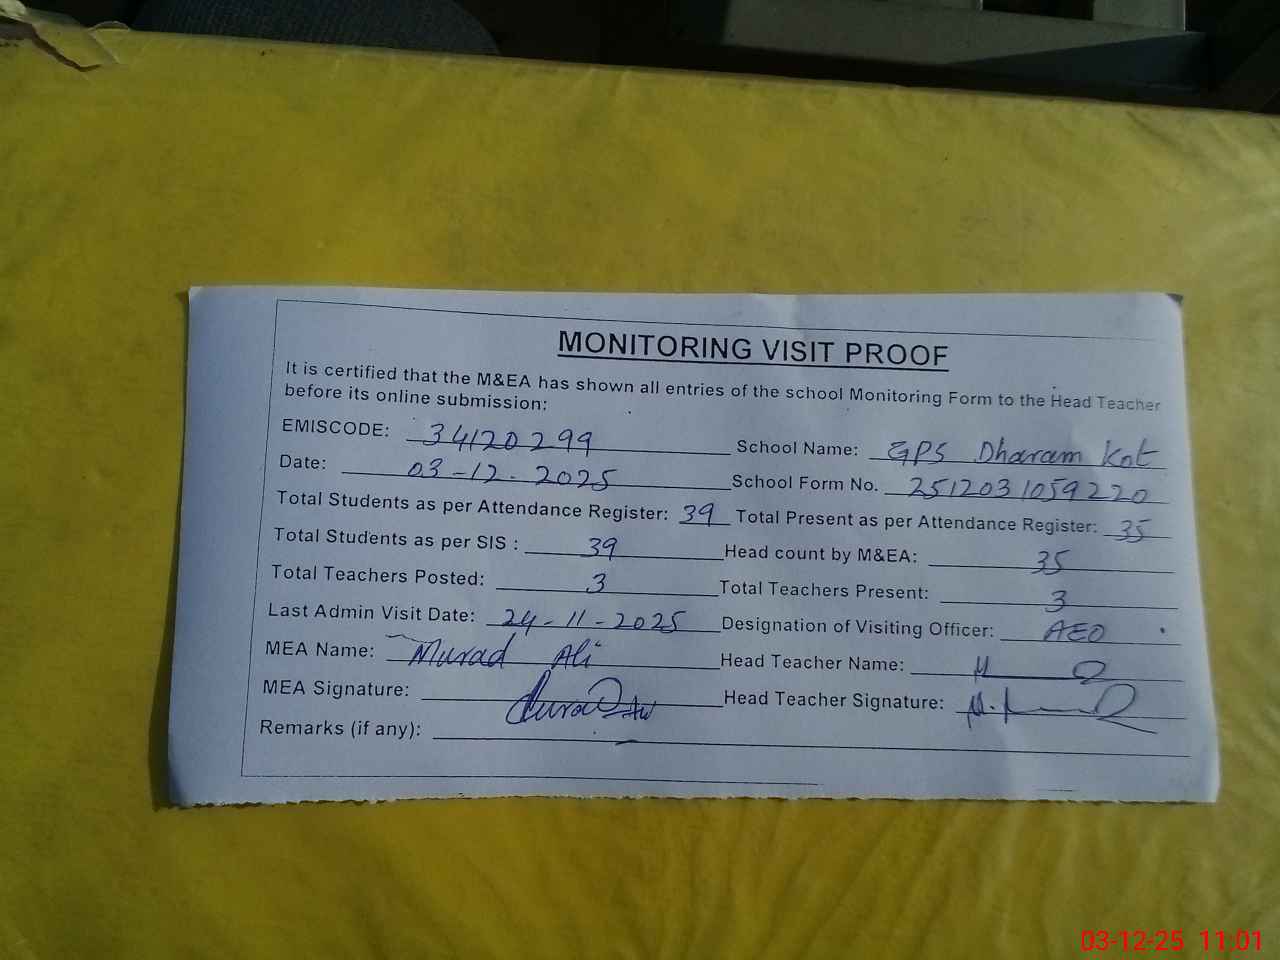 MONITORING VISIT PROOF
It is certified that the M&EA has shown all entries of the school Monitoring Form to the Head Teacher
before its online submission:
EMISCODE: 34120299 School Name: GPS Dharam Kot
Date: 03-12-2025 School Form No. 2512031059220
Total Students as per Attendance Register: 39 Total Present as per Attendance Register: 35
Total Students as per SIS : 39 Head count by M&EA: 35
Total Teachers Posted: 3 Total Teachers Present: 3
Last Admin Visit Date: 24-11-2025 Designation of Visiting Officer: AEO
MEA Name: Murad Ali Head Teacher Name:
MEA Signature: Head Teacher Signature:
Remarks (if any):
03-12-25 11:01